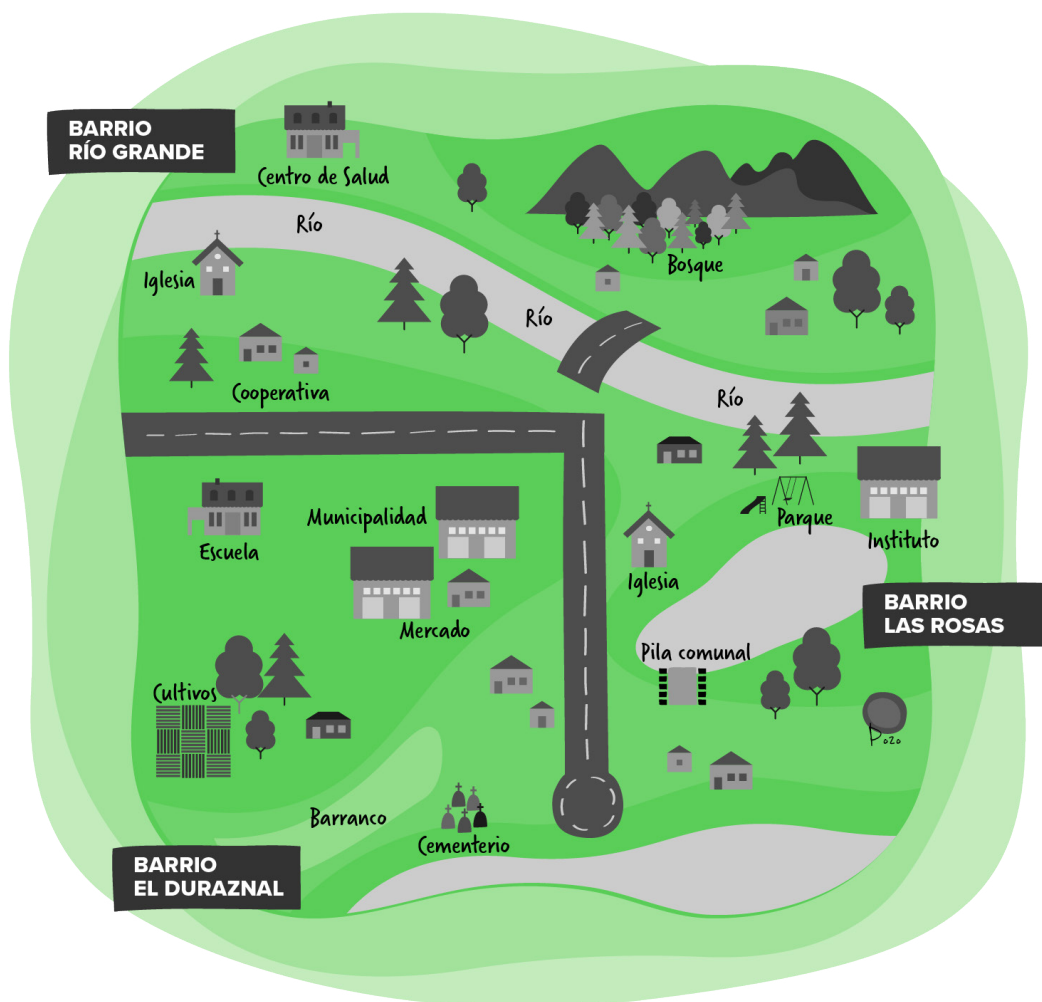 BARRIO
RÍO GRANDE
Centro de Salud
Río
Iglesia
Bosque
Río
Río
Cooperativa
Municipalidad
Escuela
Parque
Instituto
Iglesia
BARRIO
LAS ROSAS
Mercado
Pila comunal
Cultivos
Pozo
Barranco
Cementerio
BARRIO
EL DURAZNAL